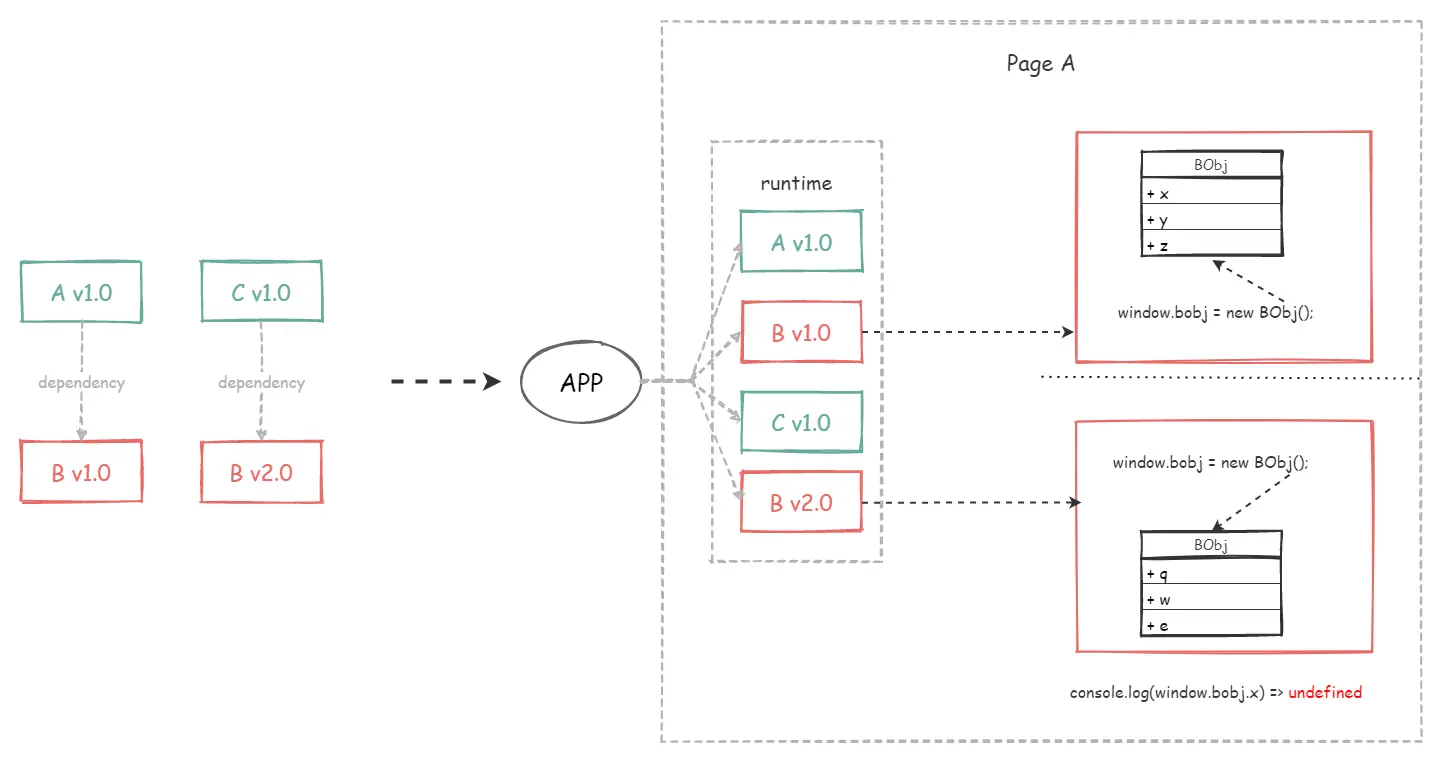 Page A
runtime
A v1.0
B v1.0
C v1.0
B v2.0
A v1.0
C v1.0
dependency
dependency
B v1.0
B v2.0
APP
BObj
+ x
+ y
+ z
window.bobj = new BObj();
window.bobj = new BObj();
BObj
+ q
+ w
+ e
console.log(window.bobj.x) => undefined